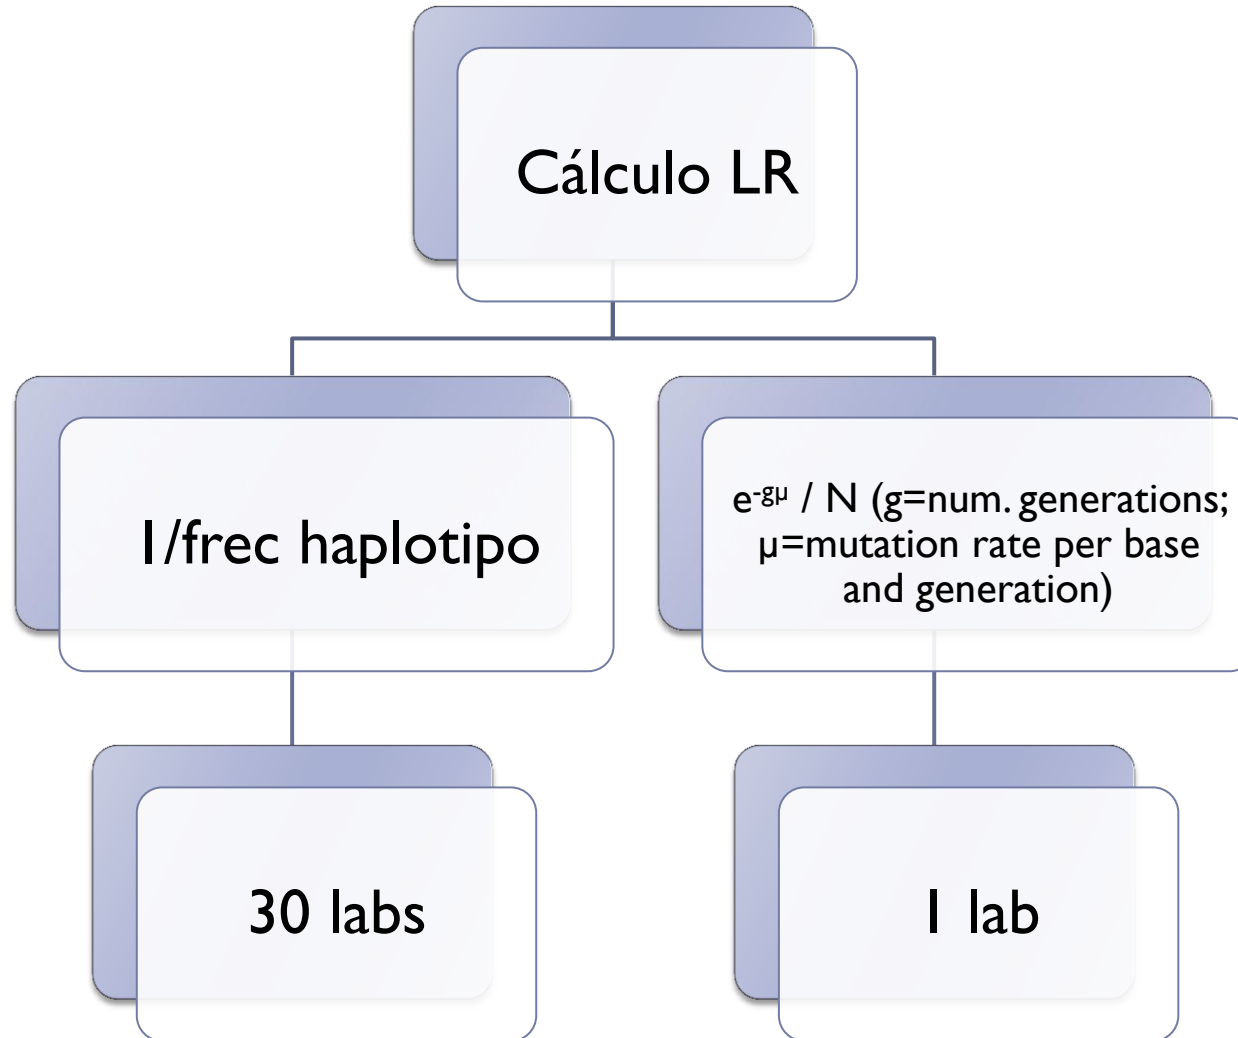 Cálculo LR
1/frec haplotipo
e-gµ / N (g=num. generations;
µ=mutation rate per base
and generation)
30 labs
1 lab